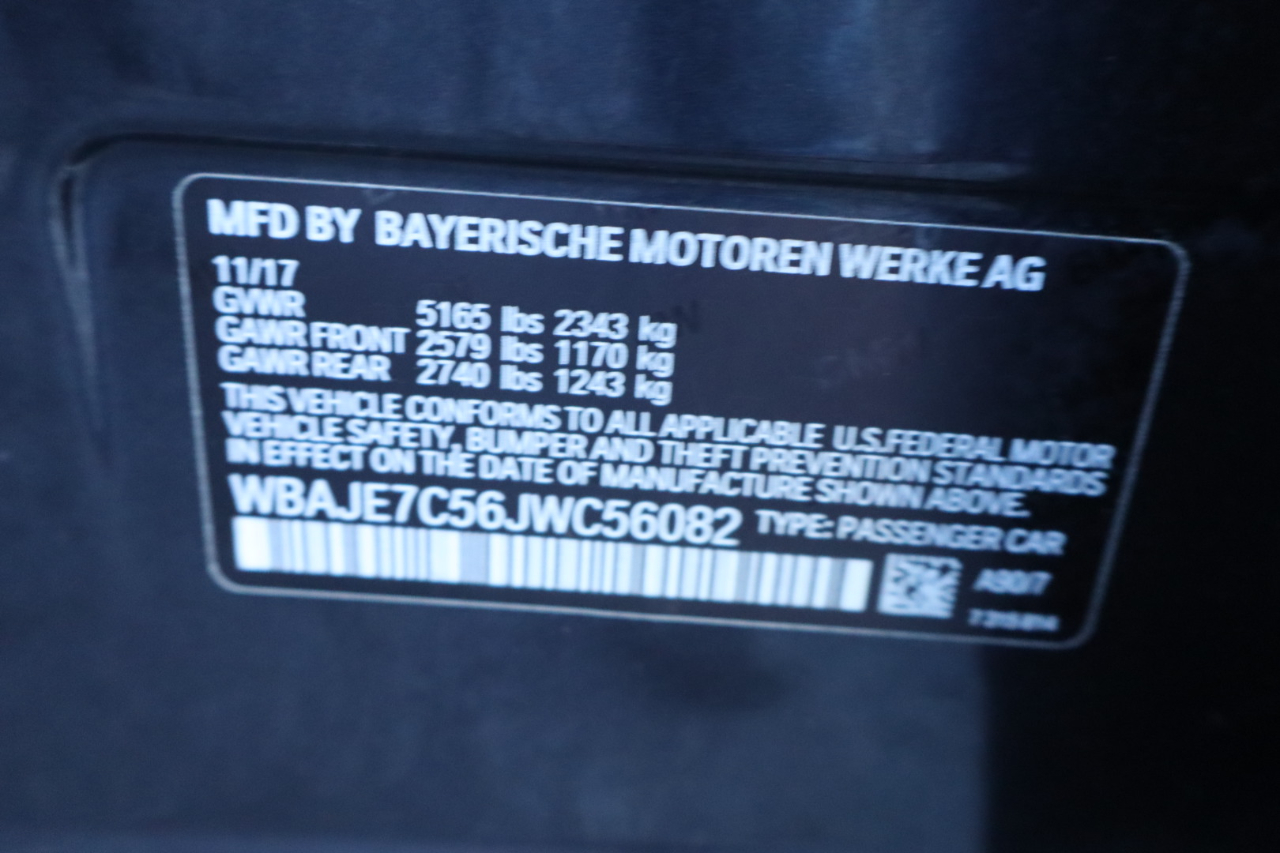 MFD BY BAYERISCHE MOTOREN WERKE AG
11/17
GVWR 5165 lbs 2343 kg
GAWR FRONT 2579 lbs 1170 kg
GAWR REAR 2740 lbs 1243 kg
THIS VEHICLE CONFORMS TO ALL APPLICABLE U.S.FEDERAL MOTOR
VEHICLE SAFETY, BUMPER AND THEFT PREVENTION STANDARDS
IN EFFECT ON THE DATE OF MANUFACTURE SHOWN ABOVE.
WBAJE7C56JWC56082 TYPE: PASSENGER CAR
A90/7